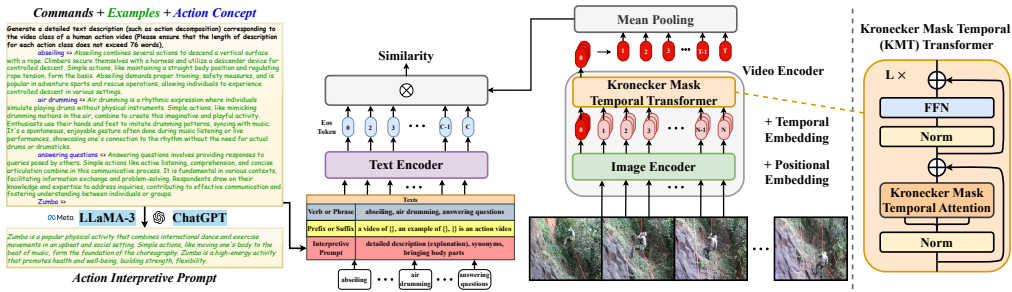 Commands + Examples + Action Concept
Generate a detailed text description (such as action decomposition) corresponding to
the video class of a human action video (Please ensure that the length of description
for each action class does not exceed 76 words),
abseiling => Abseiling combines several actions to descend a vertical surface
with a rope. Climbers secure themselves with a harness and utilize a descender device for
controlled descent. Simple actions, like maintaining a straight body position and regulating
rope tension, form the basis. Abseiling demands proper training, safety measures, and is
popular in adventure sports and rescue operations, allowing individuals to experience
controlled descent in various settings.
air drumming => Air drumming is a rhythmic expression where individuals
simulate playing drums without physical instruments. Simple actions, like mimicking
drumming motions in the air, combine to create this imaginative and playful activity.
Enthusiasts use their hands and feet to imitate drumming patterns, syncing with music.
It's a spontaneous, enjoyable gesture often done during music listening or live
performances, showcasing one's connection to the rhythm without the need for actual
drums or drumsticks.
answering questions => Answering questions involves providing responses to
queries posed by others. Simple actions like active listening, comprehension, and concise
articulation combine in this communicative process. It is fundamental in various contexts,
facilitating information exchange and problem-solving. Respondents draw on their
knowledge and expertise to address inquiries, contributing to effective communication and
fostering understanding between individuals or groups.
Zumba =>
Meta LLaMA-3 ChatGPT
Zumba is a popular physical activity that combines international dance and exercise
movements in an upbeat and social setting. Simple actions, like moving one's body to the
beat of music, form the foundation of the choreography. Zumba is a high-energy activity
that promotes health and well-being, building strength, flexibility.
Action Interpretive Prompt
Similarity
Eos
Token
0 2 3 ... C-1 C
Text Encoder
Texts
Verb or Phrase abseiling, air drumming, answering questions
Prefix or Suffix a video of {}, an example of {}, {} is an action video
Interpretive
Prompt
detailed description (explanation), synonyms,
bringing body parts
abseiling ... air
drumming ... answering
questions
Mean Pooling
0 1 2 3 ... T-1 T
Video Encoder
Kronecker Mask
Temporal Transformer
+ Temporal
Embedding
0 1 2 3 ... N-1 N
Image Encoder
+ Positional
Embedding
Kronecker Mask Temporal
(KMT) Transformer
L ×
FFN
Norm
Kronecker Mask
Temporal Attention
Norm